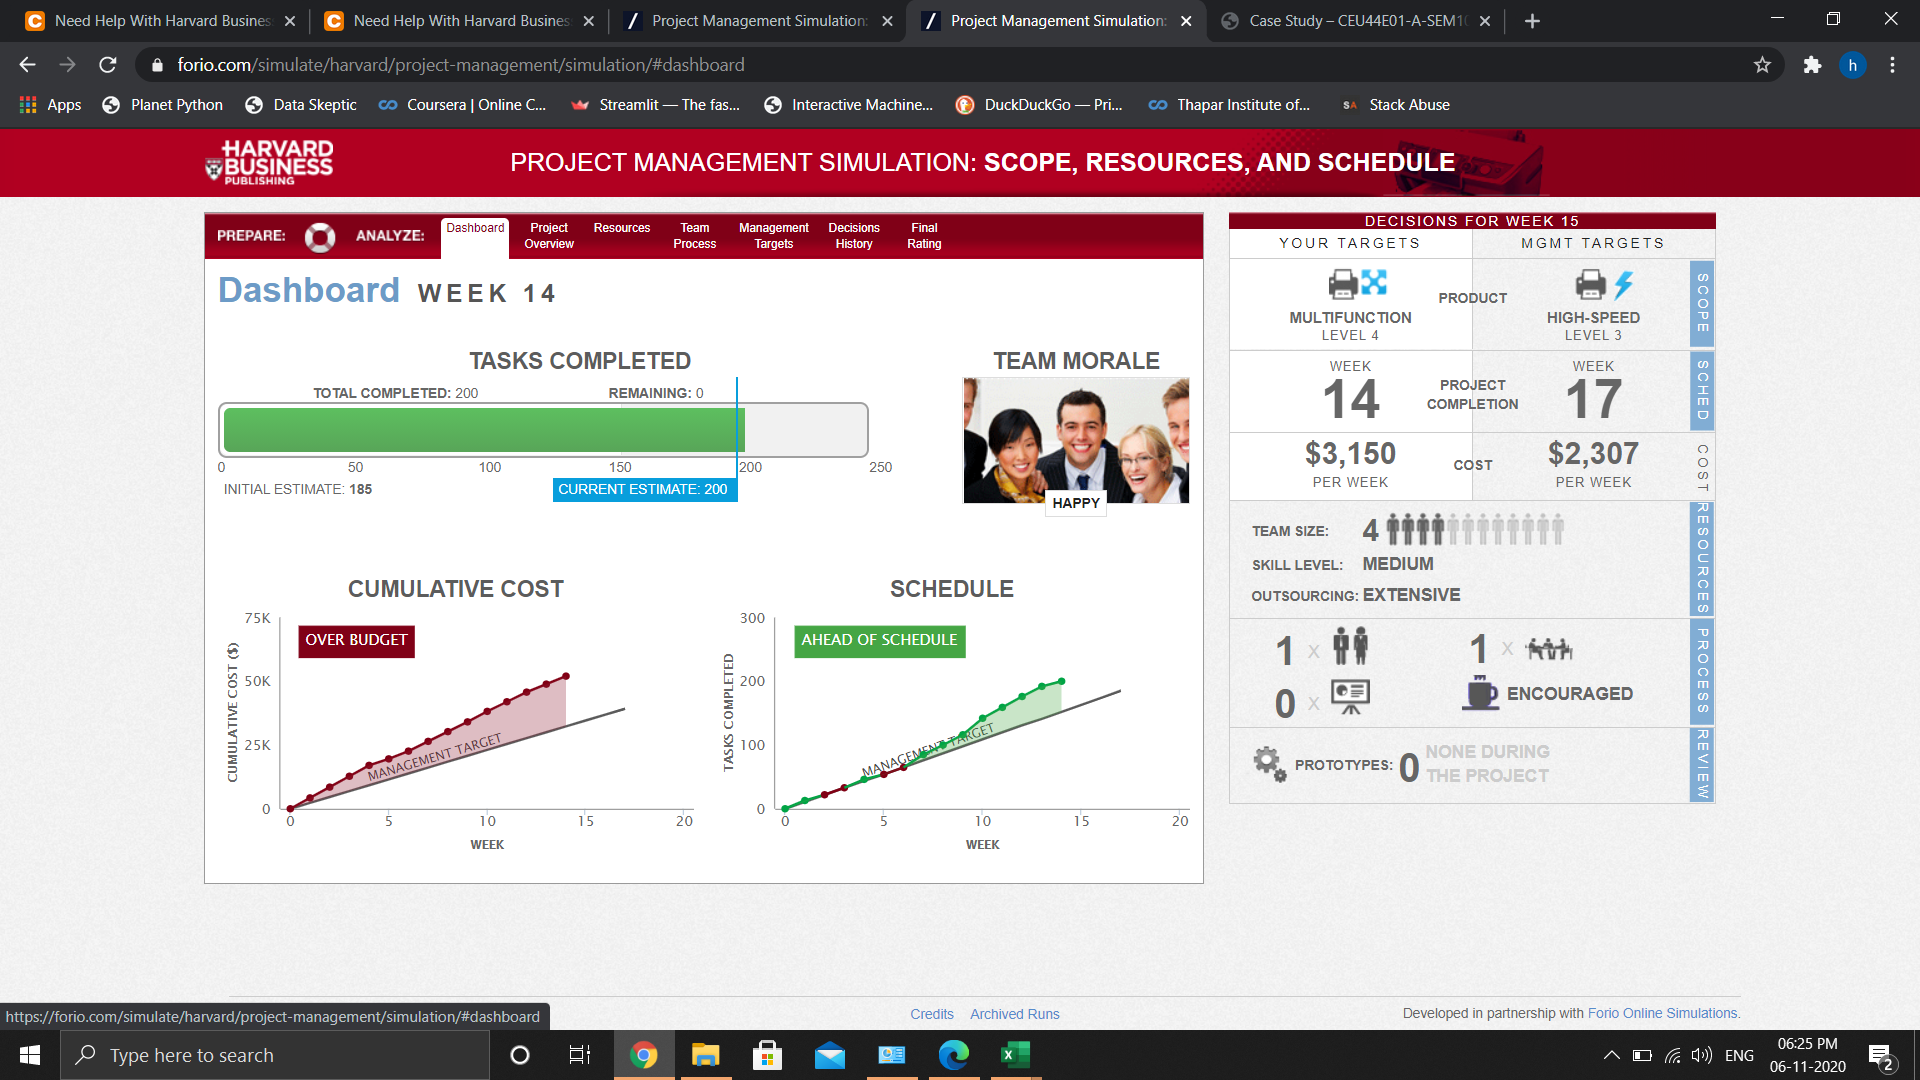 Need Help With Harvard Busines
Need Help With Harvard Busines
Project Management Simulation:
Project Management Simulation:
Case Study – CEU44E01-A-SEM10
forio.com/simulate/harvard/project-management/simulation/#dashboard
h
Apps
Planet Python
Data Skeptic
Coursera | Online C...
Streamlit — The fas...
Interactive Machine...
DuckDuckGo — Pri...
Thapar Institute of...
SA Stack Abuse
HARVARD
BUSINESS
PUBLISHING
PROJECT MANAGEMENT SIMULATION: SCOPE, RESOURCES, AND SCHEDULE
PREPARE:
ANALYZE:
Dashboard
Project
Overview
Resources
Team
Process
Management
Targets
Decisions
History
Final
Rating
Dashboard WEEK 14
TASKS COMPLETED
TOTAL COMPLETED: 200
REMAINING: 0
0 50 100 150 200 250
INITIAL ESTIMATE: 185
CURRENT ESTIMATE: 200
TEAM MORALE
HAPPY
CUMULATIVE COST
OVER BUDGET
CUMULATIVE COST ($)
75K
50K
25K
0
MANAGEMENT TARGET
0 5 10 15 20
WEEK
SCHEDULE
AHEAD OF SCHEDULE
TASKS COMPLETED
300
200
100
0
MANAGEMENT TARGET
0 5 10 15 20
WEEK
DECISIONS FOR WEEK 15
YOUR TARGETS
MGMT TARGETS
MULTIFUNCTION
LEVEL 4
PRODUCT
HIGH-SPEED
LEVEL 3
SCOPE
WEEK
14
PROJECT
COMPLETION
WEEK
17
SCHED
$3,150
PER WEEK
COST
$2,307
PER WEEK
COST
TEAM SIZE: 4
SKILL LEVEL: MEDIUM
OUTSOURCING: EXTENSIVE
RESOURCES
1 x
1 x
0 x
ENCOURAGED
PROCESS
PROTOTYPES: 0
NONE DURING
THE PROJECT
REVIEW
https://forio.com/simulate/harvard/project-management/simulation/#dashboard
Credits
Archived Runs
Developed in partnership with Forio Online Simulations.
Type here to search
ENG
06:25 PM
06-11-2020
2